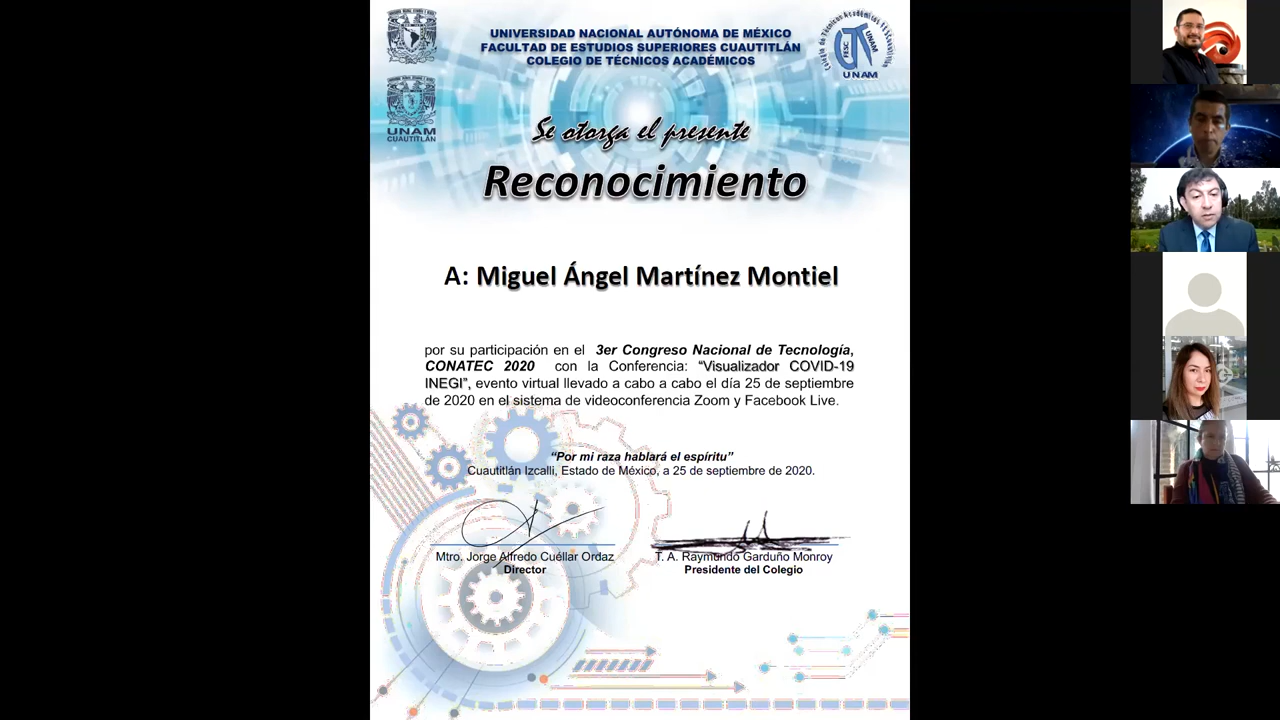 UNIVERSIDAD NACIONAL AUTÓNOMA DE MÉXICO
FACULTAD DE ESTUDIOS SUPERIORES CUAUTITLÁN
COLEGIO DE TÉCNICOS ACADÉMICOS
FESC
UNAM
UNAM
UNAM
CUAUTITLÁN
Se otorga el presente
Reconocimiento
A: Miguel Ángel Martínez Montiel
por su participación en el 3er Congreso Nacional de Tecnología,
CONATEC 2020 con la Conferencia: “Visualizador COVID-19
INEGI”, evento virtual llevado a cabo a cabo el día 25 de septiembre
de 2020 en el sistema de videoconferencia Zoom y Facebook Live.
“Por mi raza hablará el espíritu”
Cuautitlán Izcalli, Estado de México, a 25 de septiembre de 2020.
Mtro. Jorge Alfredo Cuéllar Ordaz
Director
T. A. Raymundo Garduño Monroy
Presidente del Colegio